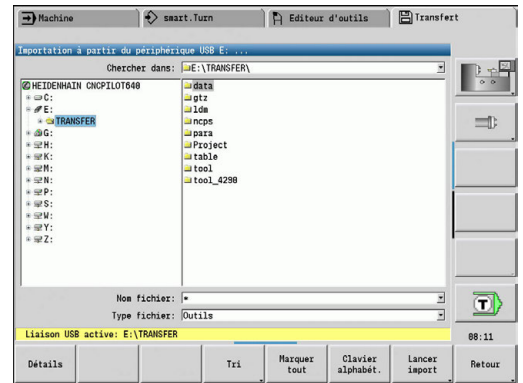 Machine smart.Turn Editeur d'outils Transfert
Importation à partir du périphérique USB E: ...
Chercher dans: E:\TRANSFER\
HEIDENHAIN CNCPILOT640
C:
E:
TRANSFER
G:
H:
K:
M:
N:
P:
S:
W:
Y:
Z:
data
gtz
ldm
ncps
para
Project
table
tool
tool_4290
Nom fichier: *
Type fichier: Outils
Liaison USB active: E:\TRANSFER
T
08:11
Détails
Tri
Marquer
tout
Clavier
alphabét.
Lancer
import
Retour